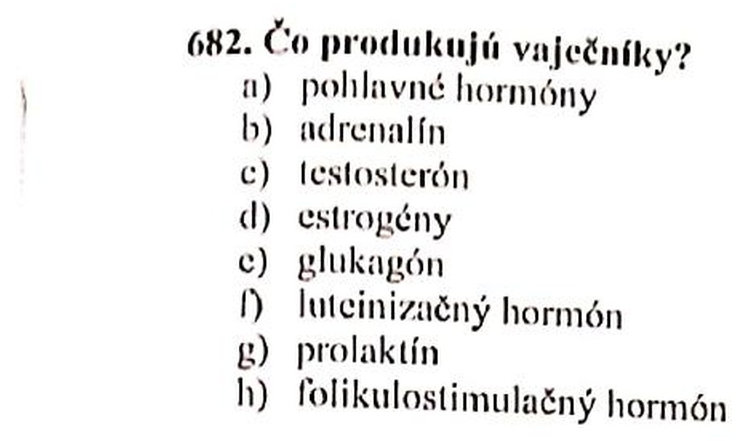 682. Čo produkujú vaječníky?
a) pohlavné hormóny
b) adrenalín
c) testosterón
d) estrogény
e) glukagón
f) luteinizačný hormón
g) prolaktín
h) folikulostimulačný hormón